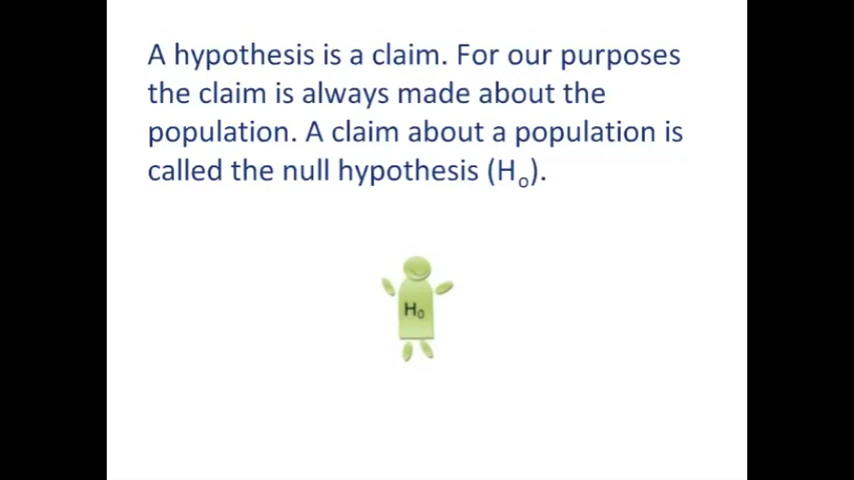 A hypothesis is a claim. For our purposes
the claim is always made about the
population. A claim about a population is
called the null hypothesis (Hₒ).
H₀